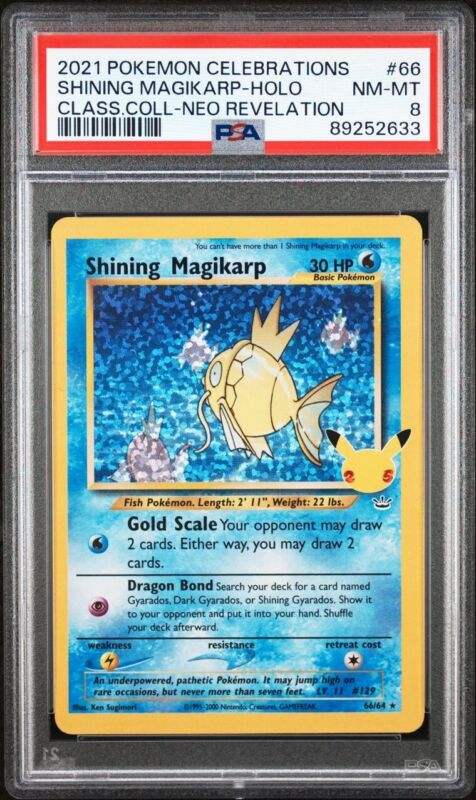 2021 POKEMON CELEBRATIONS #66
SHINING MAGIKARP-HOLO NM-MT
CLASS.COLL-NEO REVELATION 8
PSA 89252633
You can't have more than 1 Shining Magikarp in your deck.
Shining Magikarp 30 HP
Basic Pokémon
25
Fish Pokémon. Length: 2' 11", Weight: 22 lbs.
Gold Scale Your opponent may draw
2 cards. Either way, you may draw 2
cards.
Dragon Bond Search your deck for a card named
Gyarados, Dark Gyarados, or Shining Gyarados. Show it
to your opponent and put it into your hand. Shuffle
your deck afterward.
weakness resistance retreat cost
An underpowered, pathetic Pokémon. It may jump high on
rare occasions, but never more than seven feet. LV. 11 #129
Illus. Ken Sugimori ©1995-2000 Nintendo, Creatures, GAMEFREAK. 66/64 ★
PSA